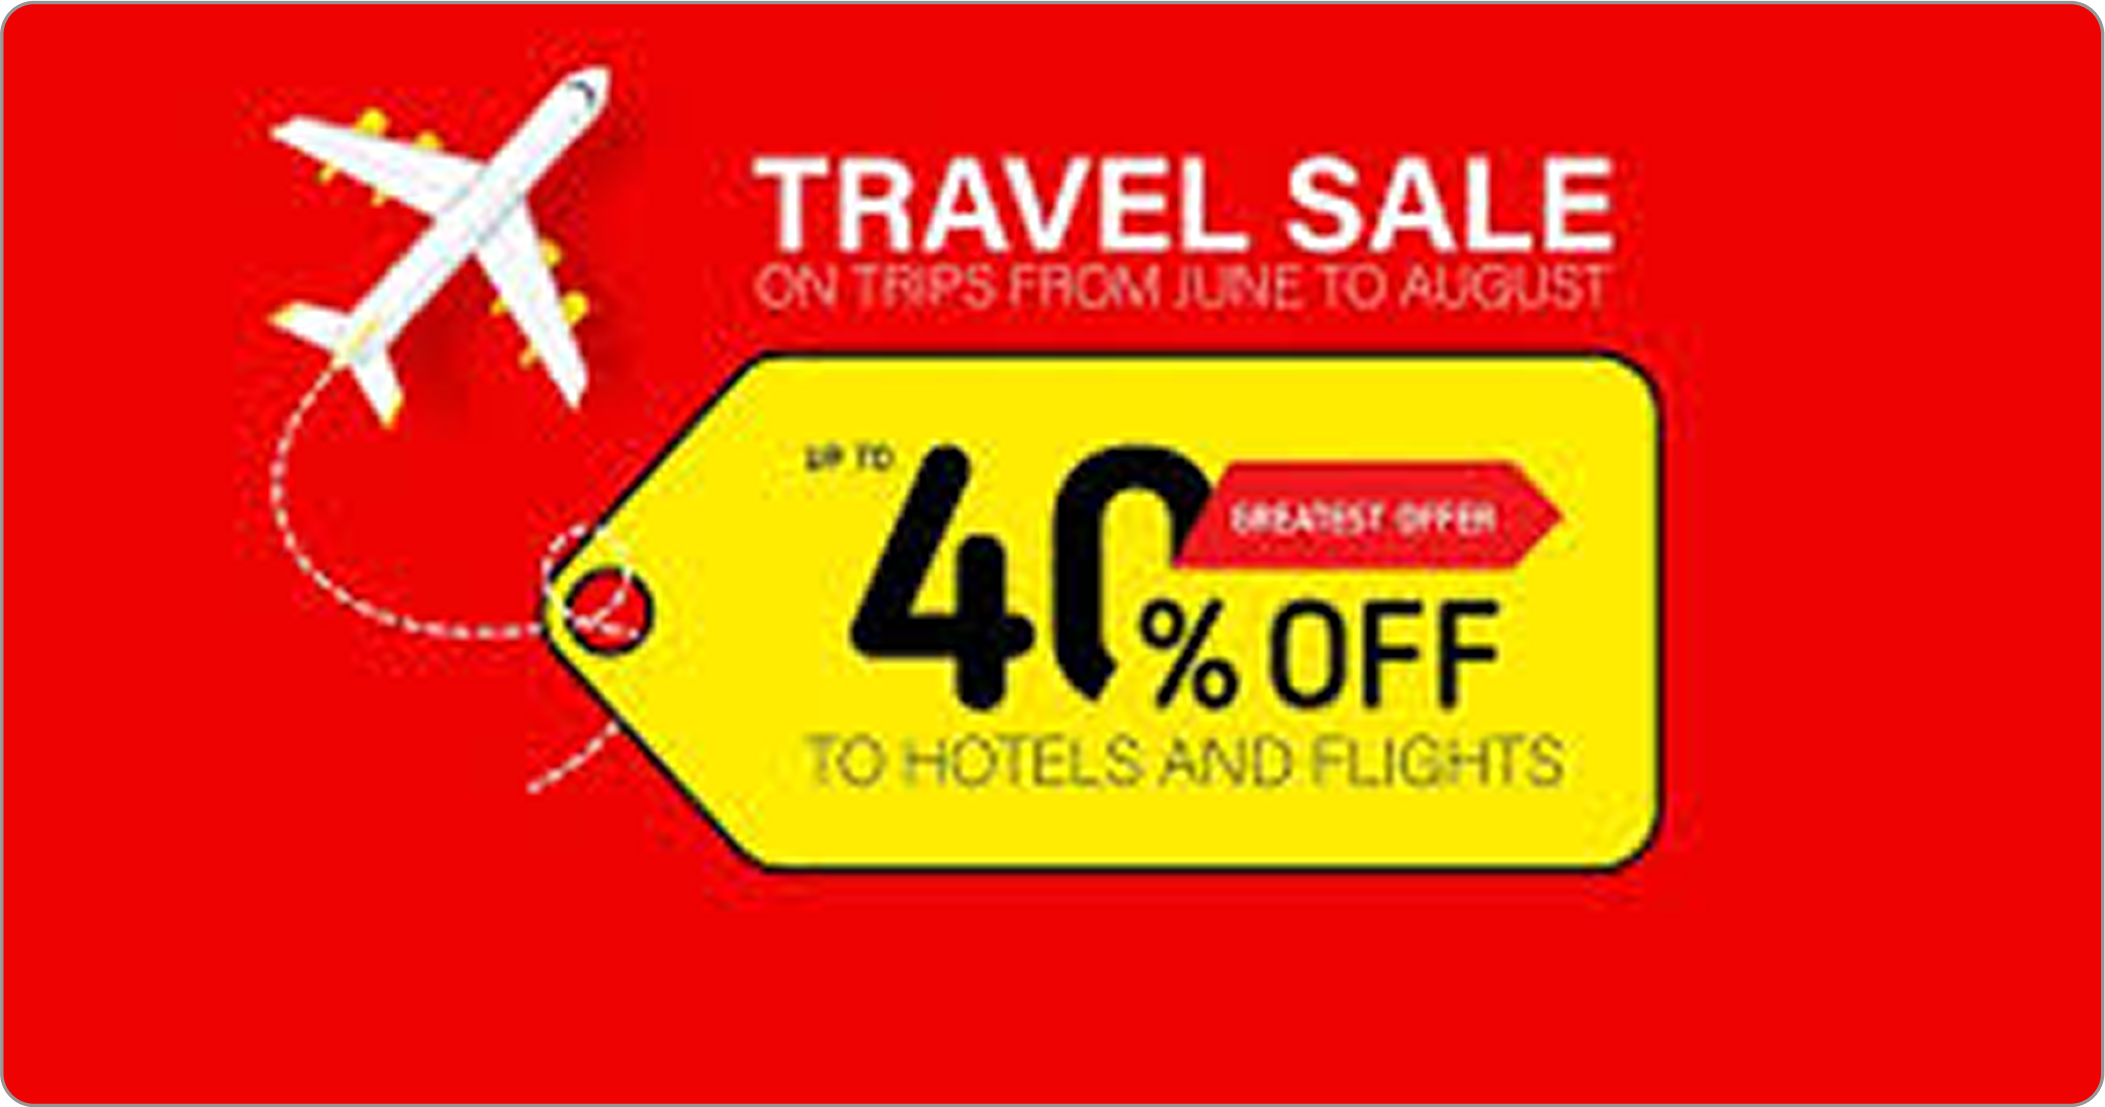 TRAVEL SALE
ON TRIPS FROM JUNE TO AUGUST
UP TO
40
GREATEST OFFER
% OFF
TO HOTELS AND FLIGHTS